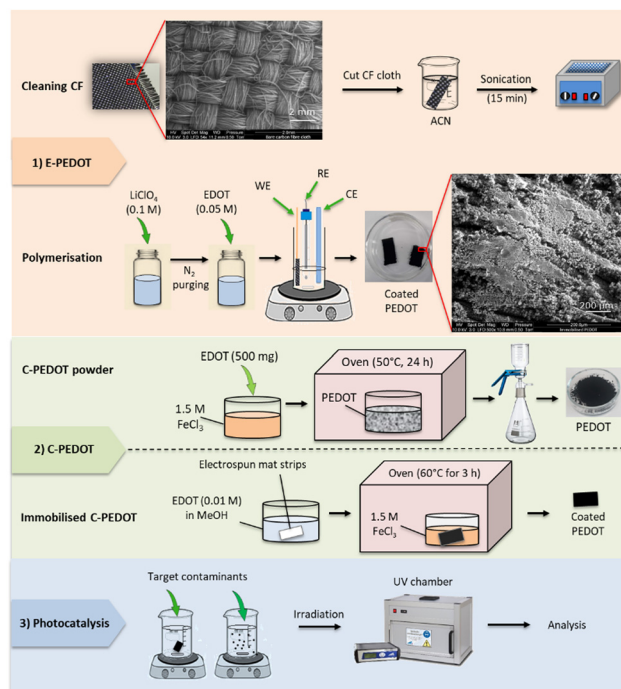 Cleaning CF
2 mm
Cut CF cloth
ACN
Sonication
(15 min)
1) E-PEDOT
LiClO4
(0.1 M)
EDOT
(0.05 M)
WE
RE
CE
Polymerisation
N2
purging
Coated
PEDOT
200 µm
C-PEDOT powder
EDOT (500 mg)
1.5 M
FeCl3
Oven (50°C, 24 h)
PEDOT
PEDOT
2) C-PEDOT
Electrospun mat strips
Immobilised C-PEDOT
EDOT (0.01 M)
in MeOH
Oven (60°C for 3 h)
1.5 M
FeCl3
Coated
PEDOT
Target contaminants
3) Photocatalysis
Irradiation
UV chamber
Analysis